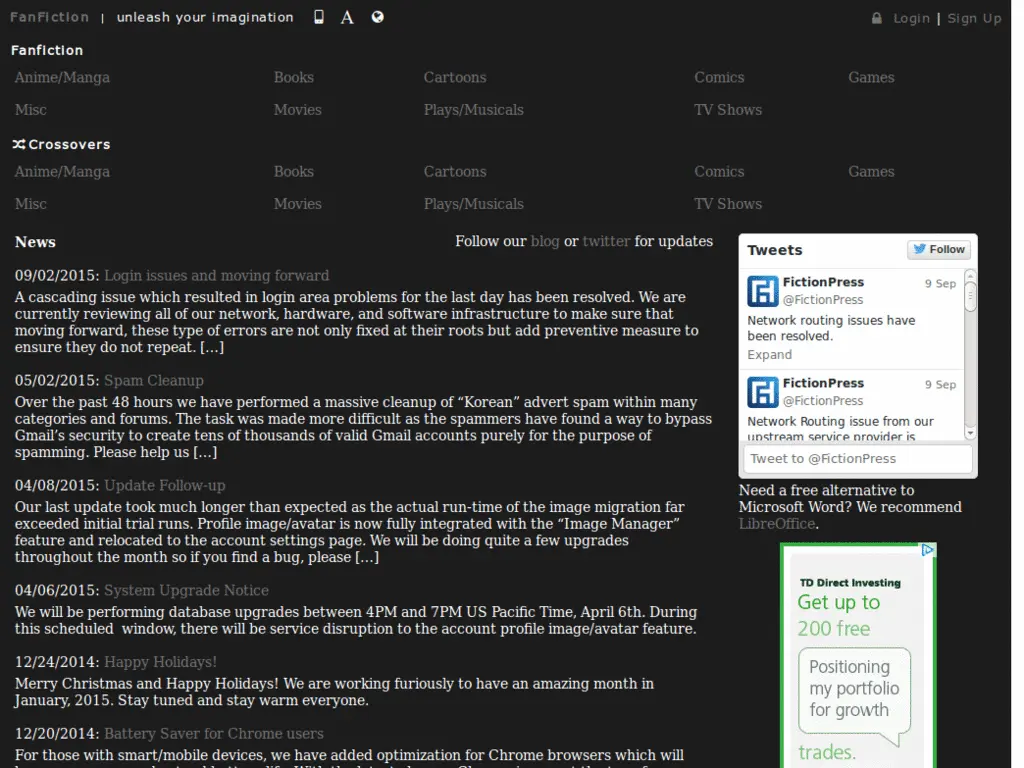 FanFiction | unleash your imagination A
Login | Sign Up
Fanfiction
Anime/Manga Books Cartoons Comics Games
Misc Movies Plays/Musicals TV Shows
Crossovers
Anime/Manga Books Cartoons Comics Games
Misc Movies Plays/Musicals TV Shows
News
Follow our blog or twitter for updates
09/02/2015: Login issues and moving forward
A cascading issue which resulted in login area problems for the last day has been resolved. We are
currently reviewing all of our network, hardware, and software infrastructure to make sure that
moving forward, these type of errors are not only fixed at their roots but add preventive measure to
ensure they do not repeat. […]
05/02/2015: Spam Cleanup
Over the past 48 hours we have performed a massive cleanup of “Korean” advert spam within many
categories and forums. The task was made more difficult as the spammers have found a way to bypass
Gmail’s security to create tens of thousands of valid Gmail accounts purely for the purpose of
spamming. Please help us […]
04/08/2015: Update Follow-up
Our last update took much longer than expected as the actual run-time of the image migration far
exceeded initial trial runs. Profile image/avatar is now fully integrated with the “Image Manager”
feature and relocated to the account settings page. We will be doing quite a few upgrades
throughout the month so if you find a bug, please […]
04/06/2015: System Upgrade Notice
We will be performing database upgrades between 4PM and 7PM US Pacific Time, April 6th. During
this scheduled window, there will be service disruption to the account profile image/avatar feature.
12/24/2014: Happy Holidays!
Merry Christmas and Happy Holidays! We are working furiously to have an amazing month in
January, 2015. Stay tuned and stay warm everyone.
12/20/2014: Battery Saver for Chrome users
For those with smart/mobile devices, we have added optimization for Chrome browsers which will
Tweets
Follow
FictionPress 9 Sep
@FictionPress
Network routing issues have
been resolved.
Expand
FictionPress 9 Sep
@FictionPress
Network Routing issue from our
upstream service provider is
Tweet to @FictionPress
Need a free alternative to
Microsoft Word? We recommend
LibreOffice.
TD Direct Investing
Get up to
200 free
Positioning
my portfolio
for growth
trades.